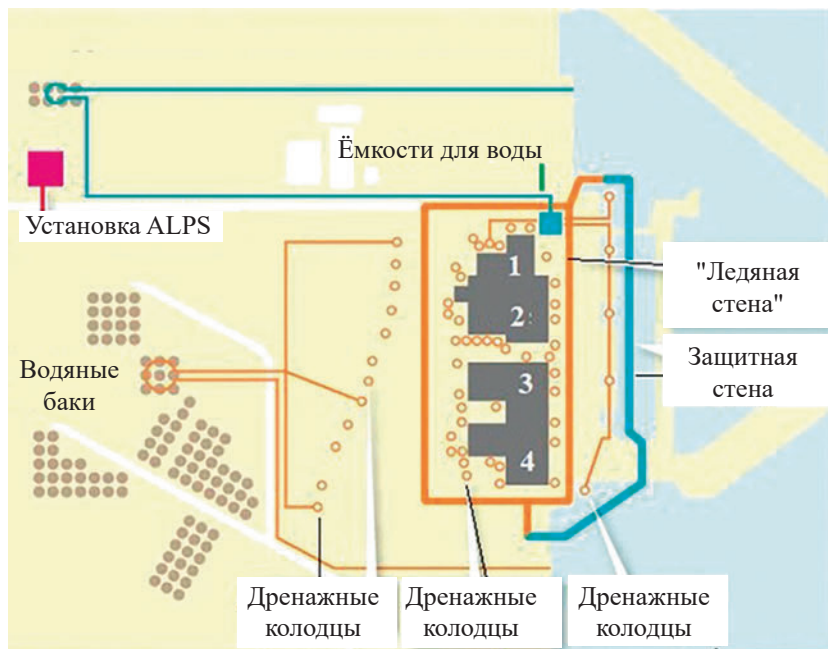 Ёмкости для воды
Установка ALPS
1
"Ледяная
стена"
2
Водяные
баки
Защитная
стена
3
4
Дренажные
колодцы
Дренажные
колодцы
Дренажные
колодцы